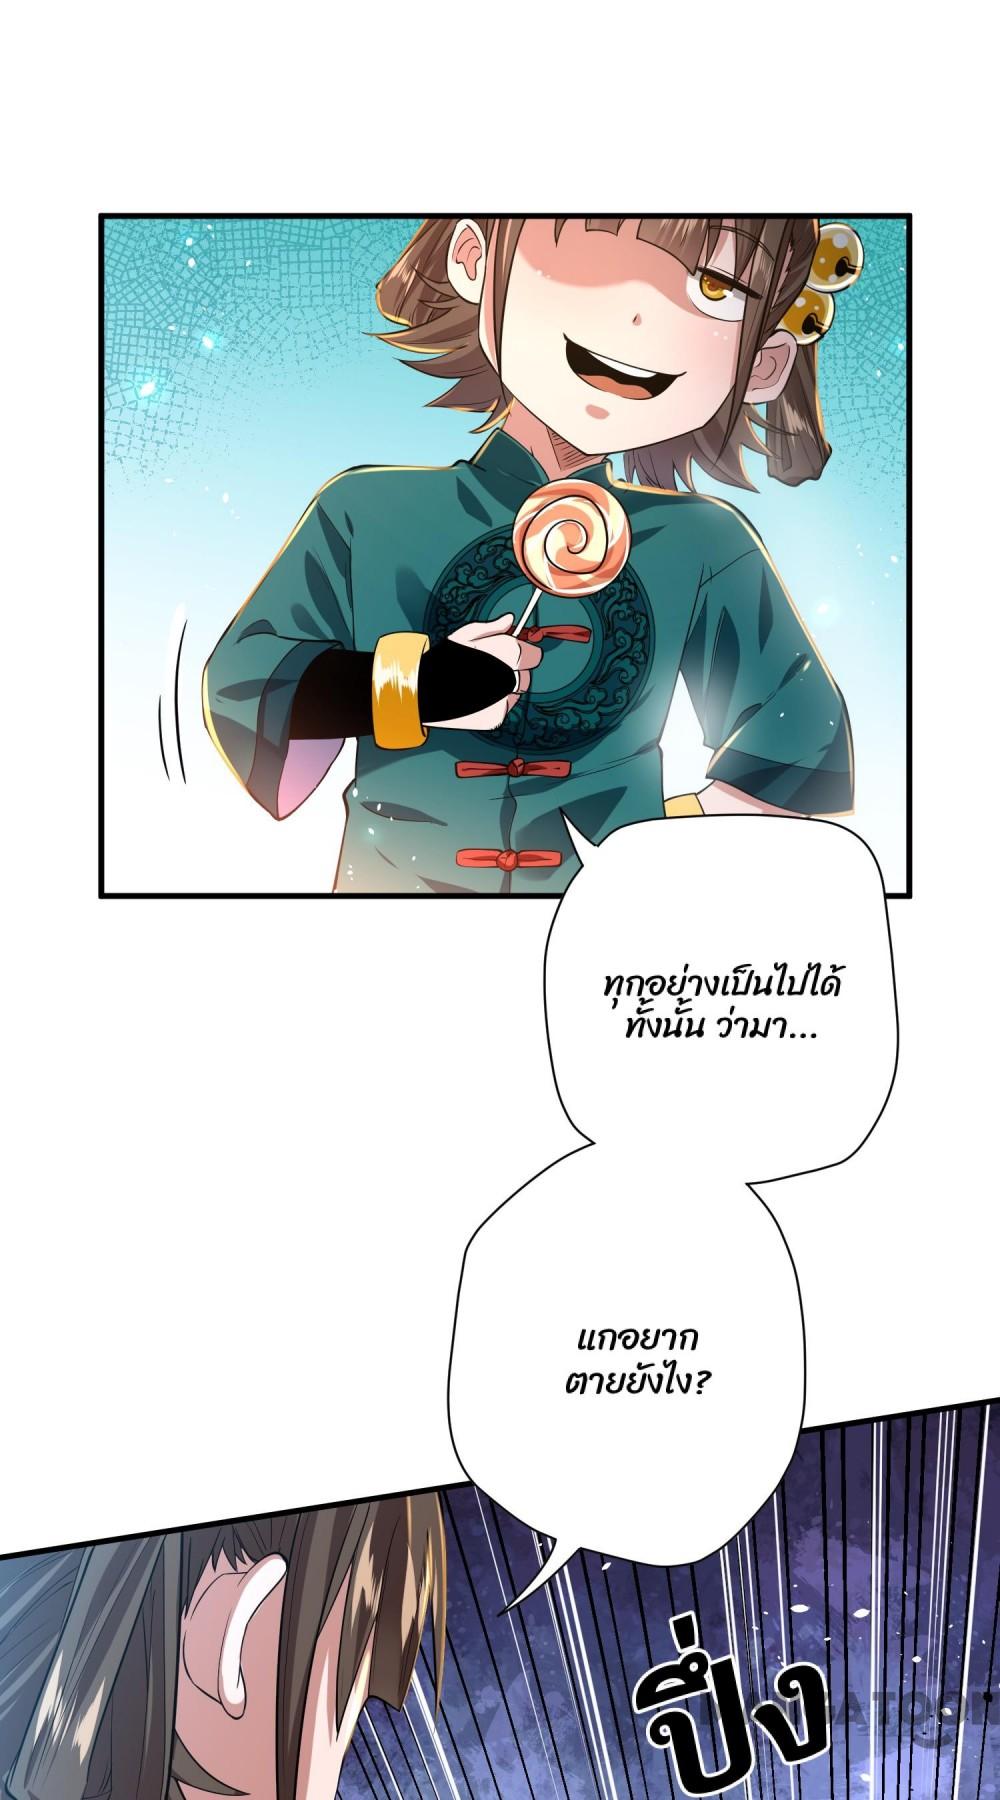 ทุกอย่างเป็นไปได้
ทั้งนั้น ว่ามา...
แกอยาก
ตายยังไง?
ปึ่ง